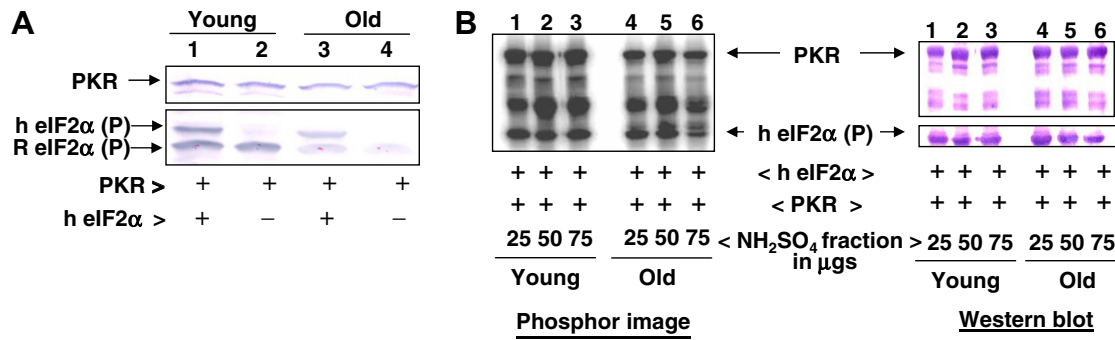 A
Young Old
1 2 3 4
PKR
h eIF2α (P)
R eIF2α (P)
PKR > + + + +
h eIF2α > + − + −
B
1 2 3 4 5 6
PKR
h eIF2α (P)
1 2 3 4 5 6
+ + + + + + < h eIF2α > + + + + + +
+ + + + + + < PKR > + + + + + +
25 50 75 25 50 75 < NH₂SO₄ fraction > 25 50 75 25 50 75
in µgs
Young Old
Young Old
Phosphor image
Western blot